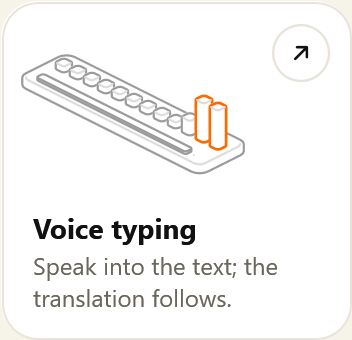 Voice typing
Speak into the text; the
translation follows.